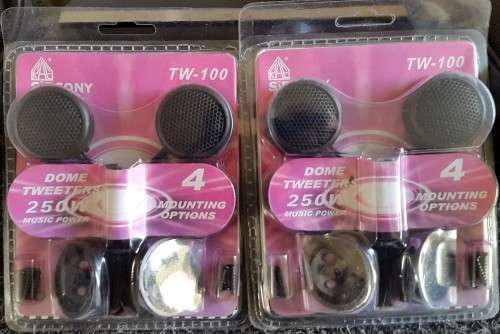 TW-100
DOME
TWEETERS
250W
MUSIC POWER
4
MOUNTING
OPTIONS
TW-100
DOME
TWEETERS
250W
MUSIC POWER
4
MOUNTING
OPTIONS